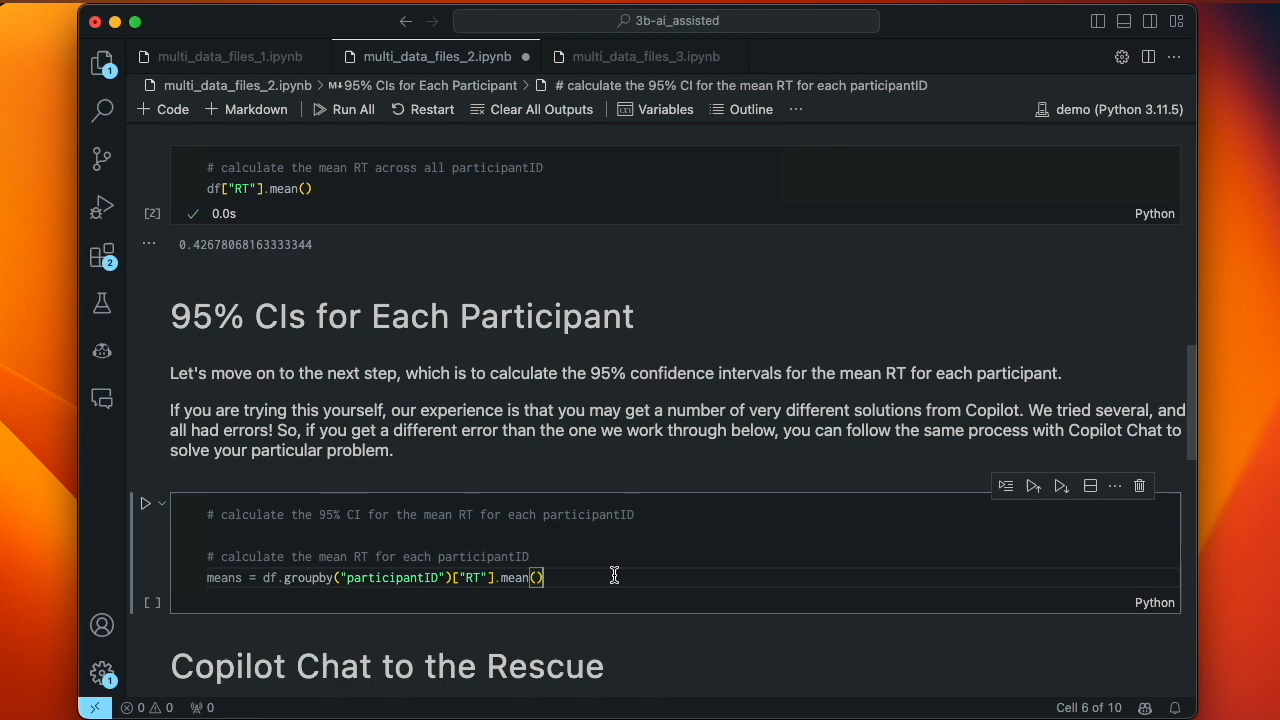 3b-ai_assisted
multi_data_files_1.ipynb
multi_data_files_2.ipynb
multi_data_files_3.ipynb
multi_data_files_2.ipynb > M↓95% CIs for Each Participant > # calculate the 95% CI for the mean RT for each participantID
+ Code + Markdown Run All Restart Clear All Outputs Variables Outline ... demo (Python 3.11.5)
# calculate the mean RT across all participantID
df["RT"].mean()
[2] ✓ 0.0s Python
... 0.42678068163333344
95% CIs for Each Participant
Let's move on to the next step, which is to calculate the 95% confidence intervals for the mean RT for each participant.
If you are trying this yourself, our experience is that you may get a number of very different solutions from Copilot. We tried several, and
all had errors! So, if you get a different error than the one we work through below, you can follow the same process with Copilot Chat to
solve your particular problem.
# calculate the 95% CI for the mean RT for each participantID
# calculate the mean RT for each participantID
means = df.groupby("participantID")["RT"].mean()
[ ] Python
Copilot Chat to the Rescue
1
2
1
0 0 0 Cell 6 of 10